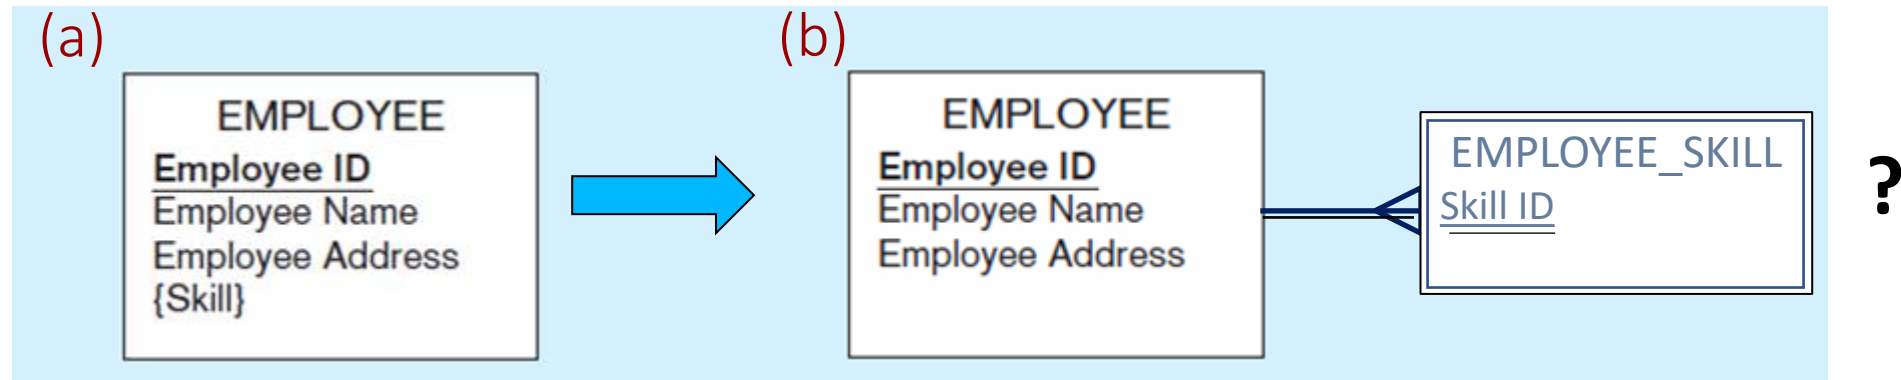 (a)
EMPLOYEE
Employee ID
Employee Name
Employee Address
{Skill}
(b)
EMPLOYEE
Employee ID
Employee Name
Employee Address
EMPLOYEE_SKILL
Skill ID
?